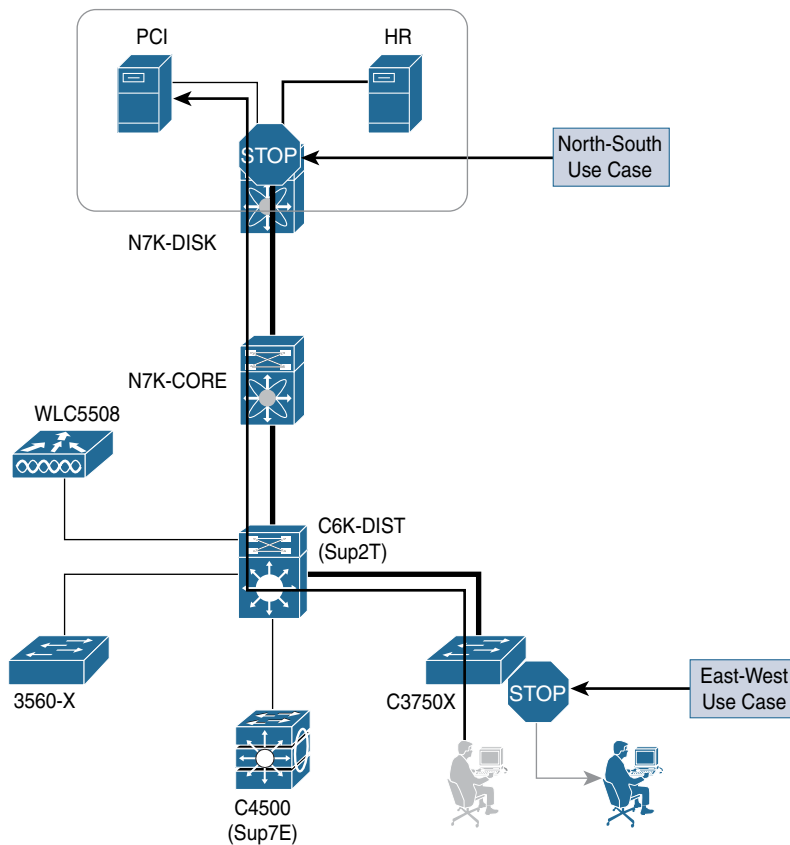 PCI
HR
STOP
North-South
Use Case
N7K-DISK
N7K-CORE
WLC5508
C6K-DIST
(Sup2T)
3560-X
C3750X
STOP
East-West
Use Case
C4500
(Sup7E)